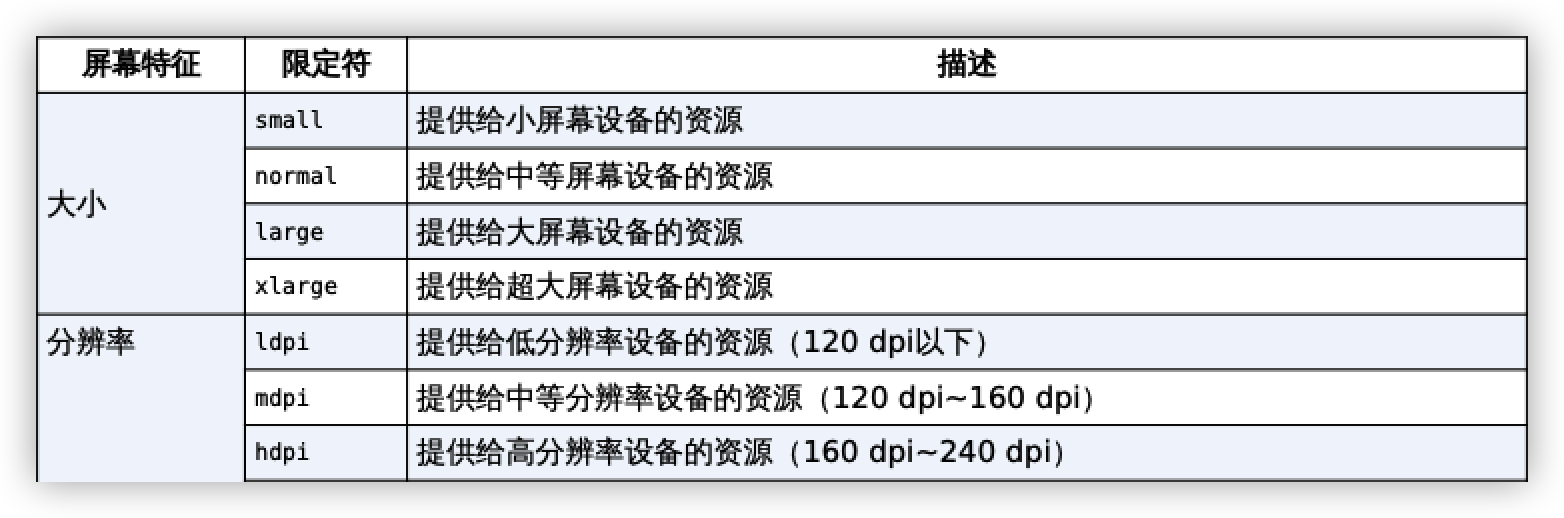 屏幕特征 限定符 描述
大小
small 提供给小屏幕设备的资源
normal 提供给中等屏幕设备的资源
large 提供给大屏幕设备的资源
xlarge 提供给超大屏幕设备的资源
分辨率 ldpi 提供给低分辨率设备的资源（120 dpi以下）
mdpi 提供给中等分辨率设备的资源（120 dpi~160 dpi）
hdpi 提供给高分辨率设备的资源（160 dpi~240 dpi）